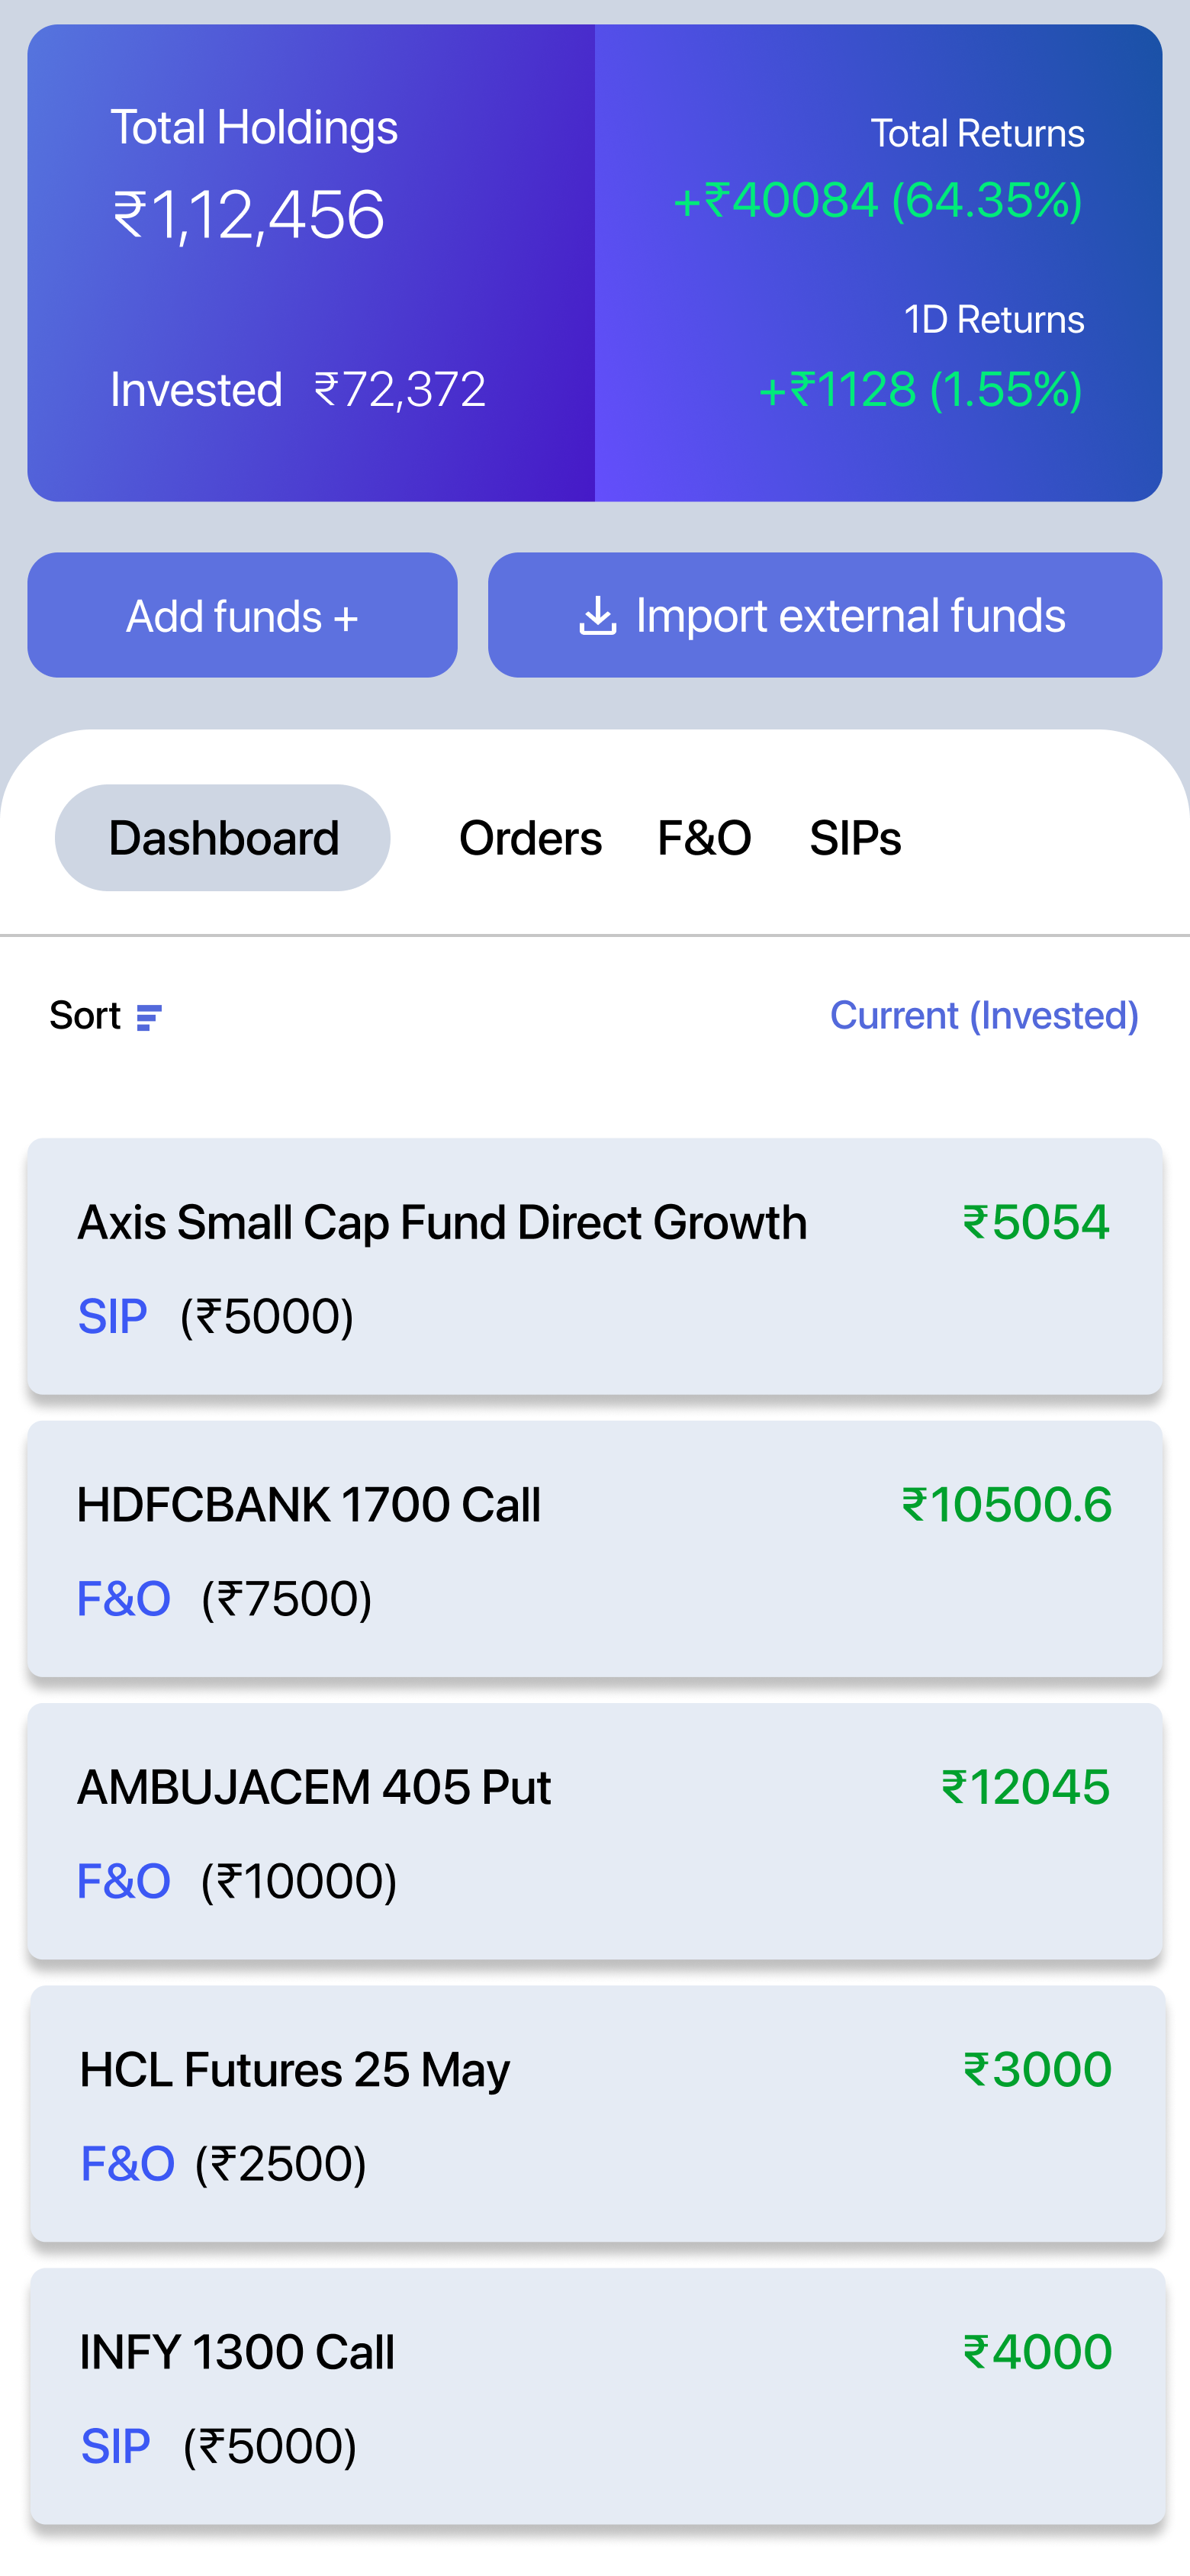 Total Holdings
₹1,12,456
Invested ₹72,372
Total Returns
+₹40084 (64.35%)
1D Returns
+₹1128 (1.55%)
Add funds +
Import external funds
Dashboard Orders F&O SIPs
Sort Current (Invested)
Axis Small Cap Fund Direct Growth ₹5054
SIP (₹5000)
HDFCBANK 1700 Call ₹10500.6
F&O (₹7500)
AMBUJACEM 405 Put ₹12045
F&O (₹10000)
HCL Futures 25 May ₹3000
F&O (₹2500)
INFY 1300 Call ₹4000
SIP (₹5000)